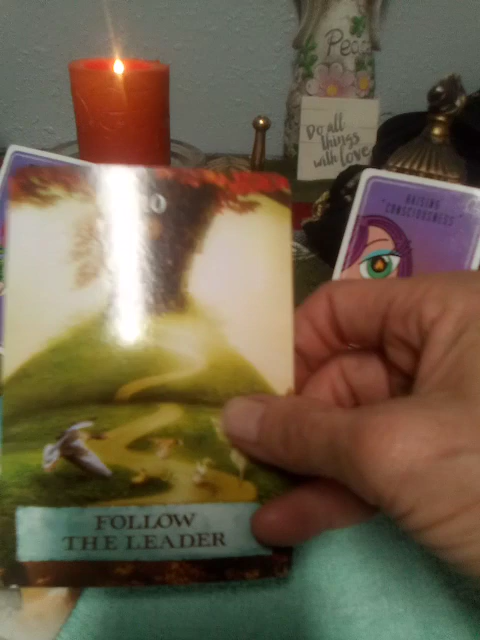 Peace
Do all
things
with love
RAISING
"CONSCIOUSNESS"
FOLLOW
THE LEADER